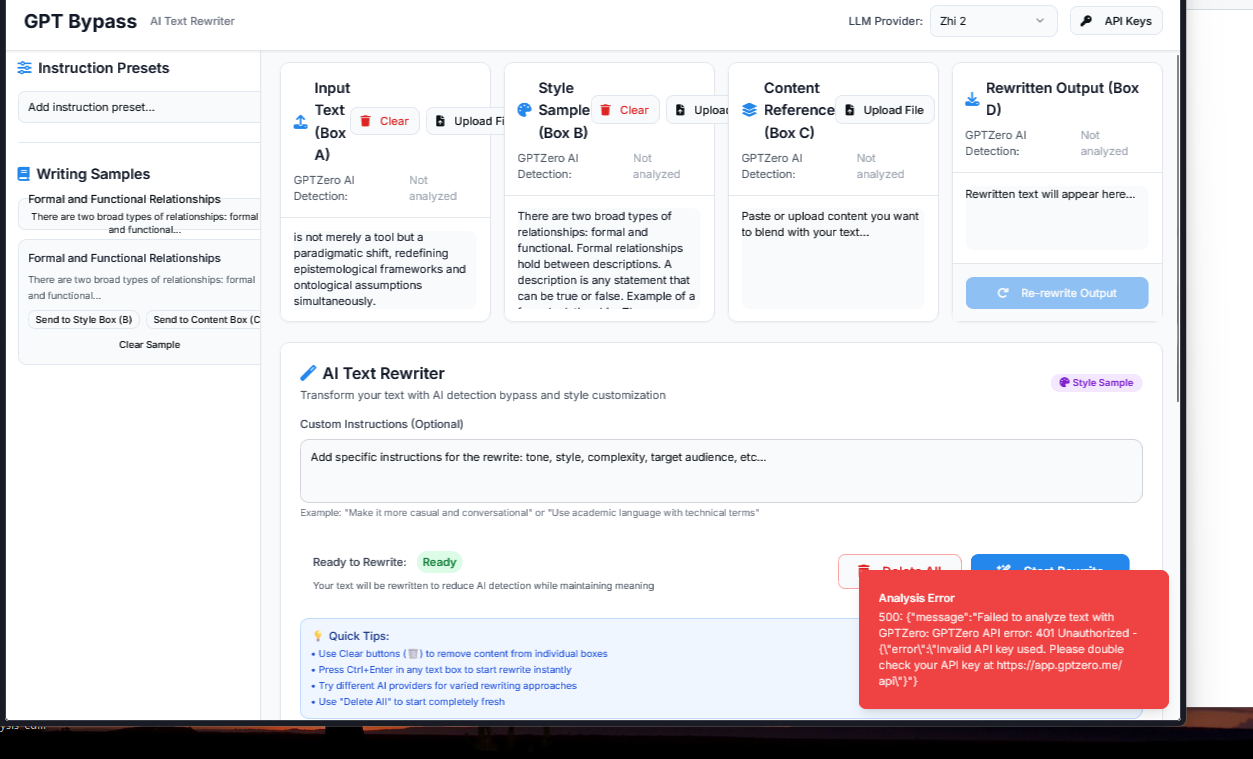 GPT Bypass AI Text Rewriter
LLM Provider: Zhi 2 API Keys
Instruction Presets
Add instruction preset...
Writing Samples
Formal and Functional Relationships
There are two broad types of relationships: formal
and functional...
Formal and Functional Relationships
There are two broad types of relationships: formal
and functional...
Send to Style Box (B) Send to Content Box (C
Clear Sample
Input
Text
(Box
A)
Clear Upload Fi
GPTZero AI
Detection:
Not
analyzed
is not merely a tool but a
paradigmatic shift, redefining
epistemological frameworks and
ontological assumptions
simultaneously.
Style
Sample
(Box B)
Clear Upload
GPTZero AI
Detection:
Not
analyzed
There are two broad types of
relationships: formal and
functional. Formal relationships
hold between descriptions. A
description is any statement that
can be true or false. Example of a
Content
Reference
(Box C)
Upload File
GPTZero AI
Detection:
Not
analyzed
Paste or upload content you want
to blend with your text...
Rewritten Output (Box
D)
GPTZero AI
Detection:
Not
analyzed
Rewritten text will appear here...
Re-rewrite Output
AI Text Rewriter
Transform your text with AI detection bypass and style customization
Style Sample
Custom Instructions (Optional)
Add specific instructions for the rewrite: tone, style, complexity, target audience, etc...
Example: "Make it more casual and conversational" or "Use academic language with technical terms"
Ready to Rewrite: Ready
Your text will be rewritten to reduce AI detection while maintaining meaning
Delete All Start Rewrite
Quick Tips:
• Use Clear buttons (🗑️) to remove content from individual boxes
• Press Ctrl+Enter in any text box to start rewrite instantly
• Try different AI providers for varied rewriting approaches
• Use "Delete All" to start completely fresh
Analysis Error
500: {"message":"Failed to analyze text with
GPTZero: GPTZero API error: 401 Unauthorized -
{\"error\":\"Invalid API key used. Please double
check your API key at https://app.gptzero.me/
api\"}"}